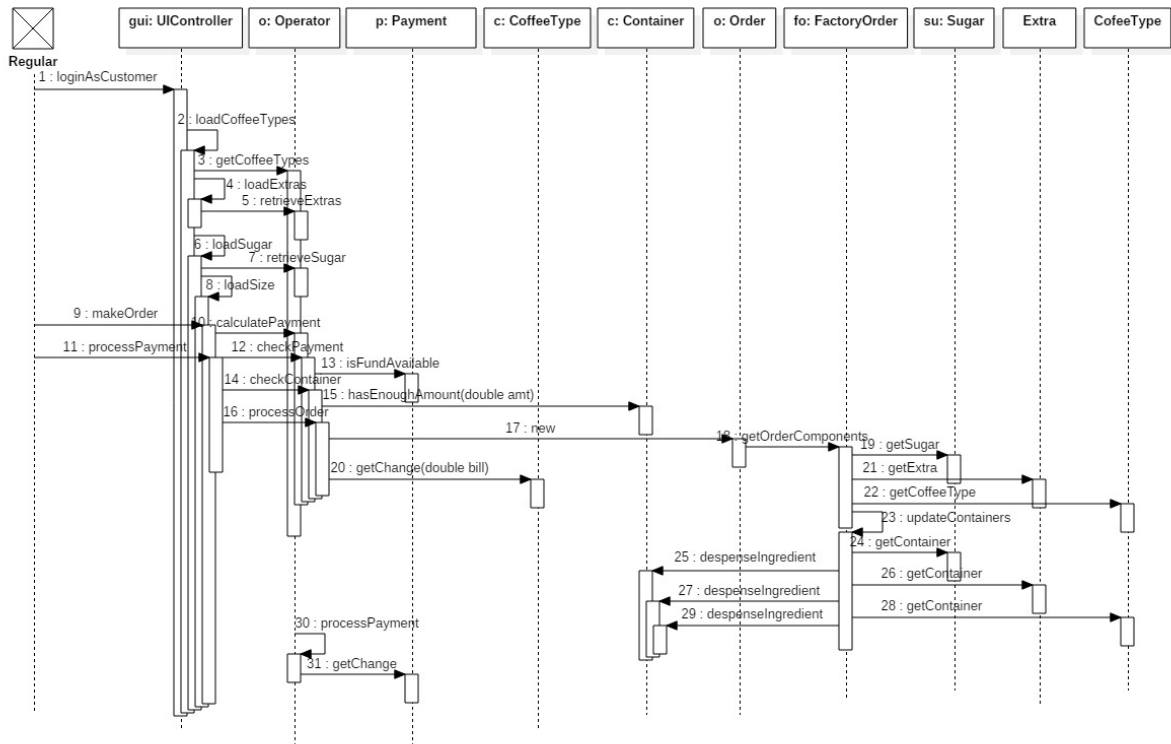 gui: UIController
o: Operator
p: Payment
c: CoffeeType
c: Container
o: Order
fo: FactoryOrder
su: Sugar
Extra
CofeeType
Regular
1 : loginAsCustomer
2 : loadCoffeeTypes
3 : getCoffeeTypes
4 : loadExtras
5 : retrieveExtras
6 : loadSugar
7 : retrieveSugar
8 : loadSize
9 : makeOrder
10 : calculatePayment
11 : processPayment
12 : checkPayment
13 : isFundAvailable
14 : checkContainer
15 : hasEnoughAmount(double amt)
16 : processOrder
17 : new
18 : getOrderComponents
19 : getSugar
20 : getChange(double bill)
21 : getExtra
22 : getCoffeeType
23 : updateContainers
24 : getContainer
25 : despenseIngredient
26 : getContainer
27 : despenseIngredient
28 : getContainer
29 : despenseIngredient
30 : processPayment
31 : getChange